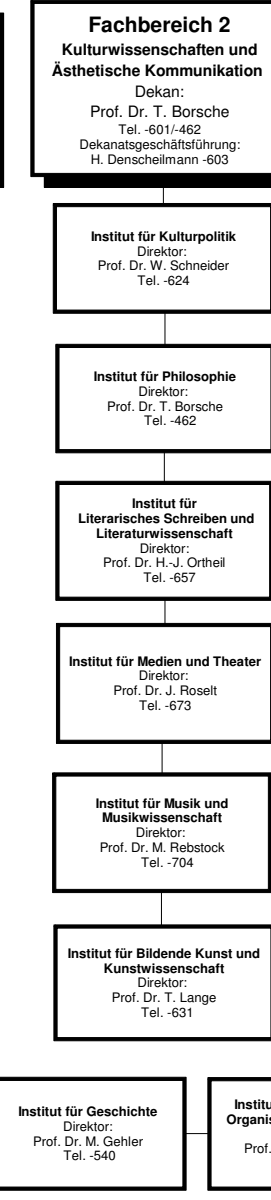 Fachbereich 2
Kulturwissenschaften und
Ästhetische Kommunikation
Dekan:
Prof. Dr. T. Borsche
Tel. -601/-462
Dekanatsgeschäftsführung:
H. Denscheilmann -603
Institut für Kulturpolitik
Direktor:
Prof. Dr. W. Schneider
Tel. -624
Institut für Philosophie
Direktor:
Prof. Dr. T. Borsche
Tel. -462
Institut für
Literarisches Schreiben und
Literaturwissenschaft
Direktor:
Prof. Dr. H.-J. Ortheil
Tel. -657
Institut für Medien und Theater
Direktor:
Prof. Dr. J. Roselt
Tel. -673
Institut für Musik und
Musikwissenschaft
Direktor:
Prof. Dr. M. Rebstock
Tel. -704
Institut für Bildende Kunst und
Kunstwissenschaft
Direktor:
Prof. Dr. T. Lange
Tel. -631
Institut für Geschichte
Direktor:
Prof. Dr. M. Gehler
Tel. -540
Institu
Organis
Prof.